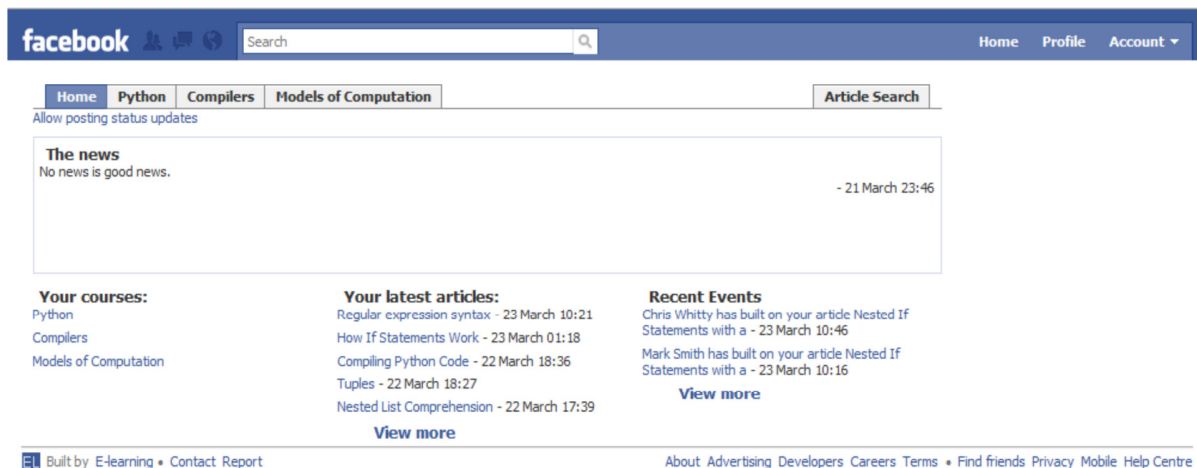 facebook Search Home Profile Account
Home Python Compilers Models of Computation Article Search
Allow posting status updates
The news
No news is good news.
- 21 March 23:46
Your courses:
Python
Compilers
Models of Computation
Your latest articles:
Regular expression syntax - 23 March 10:21
How If Statements Work - 23 March 01:18
Compiling Python Code - 22 March 18:36
Tuples - 22 March 18:27
Nested List Comprehension - 22 March 17:39
View more
Recent Events
Chris Whitty has built on your article Nested If
Statements with a - 23 March 10:46
Mark Smith has built on your article Nested If
Statements with a - 23 March 10:16
View more
EL Built by E-learning • Contact Report About Advertising Developers Careers Terms • Find friends Privacy Mobile Help Centre